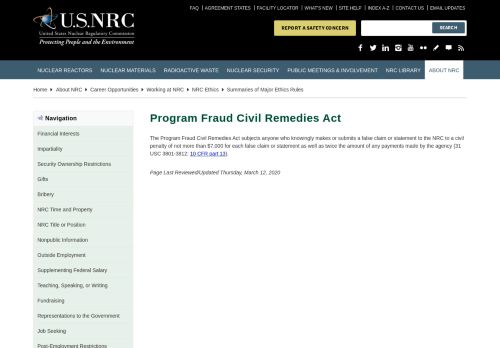 FAQ | AGREEMENT STATES | FACILITY LOCATOR | WHAT'S NEW | SITE HELP | INDEX A-Z | CONTACT US | EMAIL UPDATES
U.S.NRC
United States Nuclear Regulatory Commission
Protecting People and the Environment
REPORT A SAFETY CONCERN
SEARCH
NUCLEAR REACTORS NUCLEAR MATERIALS RADIOACTIVE WASTE NUCLEAR SECURITY PUBLIC MEETINGS & INVOLVEMENT NRC LIBRARY ABOUT NRC
Home About NRC Career Opportunities Working at NRC NRC Ethics Summaries of Major Ethics Rules
Navigation
Financial Interests
Impartiality
Security Ownership Restrictions
Gifts
Bribery
NRC Time and Property
NRC Title or Position
Nonpublic Information
Outside Employment
Supplementing Federal Salary
Teaching, Speaking, or Writing
Fundraising
Representations to the Government
Job Seeking
Post-Employment Restrictions
Program Fraud Civil Remedies Act
The Program Fraud Civil Remedies Act subjects anyone who knowingly makes or submits a false claim or statement to the NRC to a civil
penalty of not more than $7,000 for each false claim or statement as well as twice the amount of any payments made by the agency (31
USC 3801-3812; 10 CFR part 13).
Page Last Reviewed/Updated Thursday, March 12, 2020